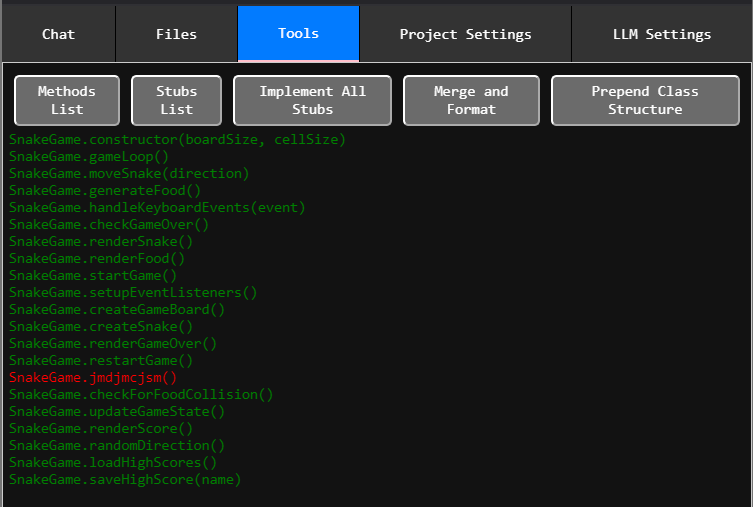 Chat Files Tools Project Settings LLM Settings
Methods List
Stubs List
Implement All Stubs
Merge and Format
Prepend Class Structure
SnakeGame.constructor(boardSize, cellSize)
SnakeGame.gameLoop()
SnakeGame.moveSnake(direction)
SnakeGame.generateFood()
SnakeGame.handleKeyboardEvents(event)
SnakeGame.checkGameOver()
SnakeGame.renderSnake()
SnakeGame.renderFood()
SnakeGame.startGame()
SnakeGame.setupEventListeners()
SnakeGame.createGameBoard()
SnakeGame.createSnake()
SnakeGame.renderGameOver()
SnakeGame.restartGame()
SnakeGame.jmdjmcjsm()
SnakeGame.checkForFoodCollision()
SnakeGame.updateGameState()
SnakeGame.renderScore()
SnakeGame.randomDirection()
SnakeGame.loadHighScores()
SnakeGame.saveHighScore(name)